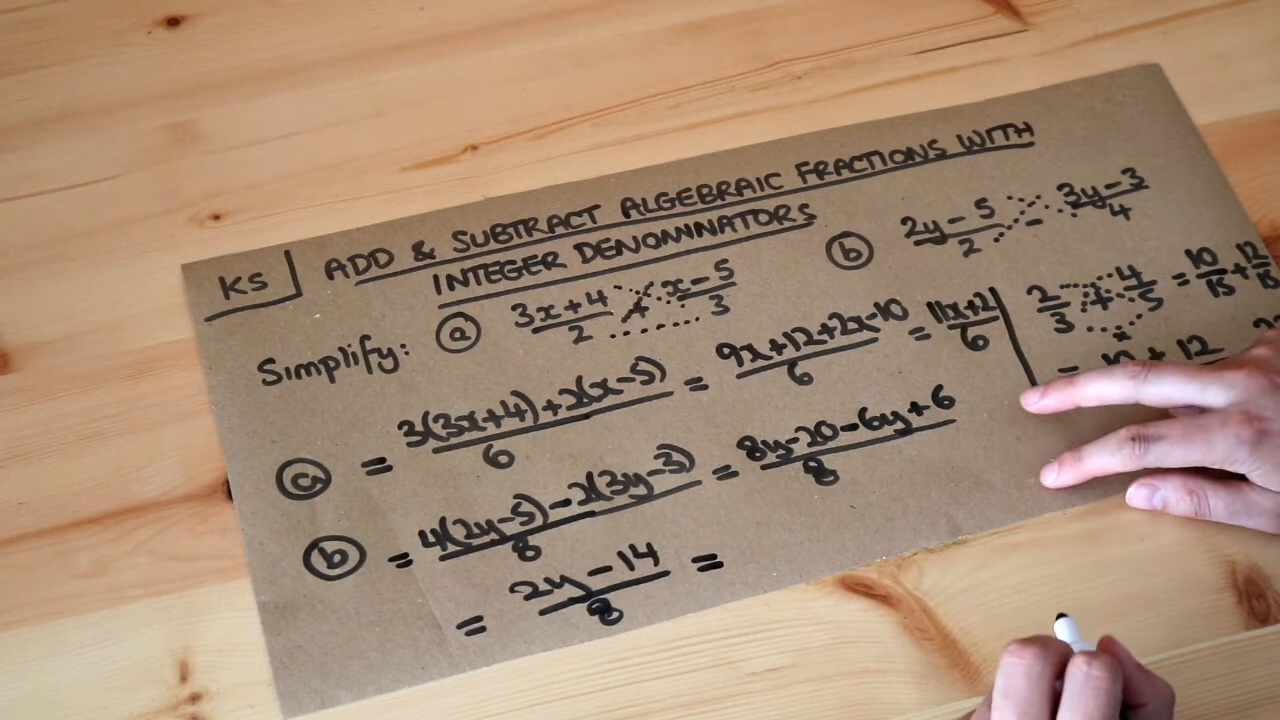 K5
ADD & SUBTRACT ALGEBRAIC FRACTIONS WITH
INTEGER DENOMINATORS
Simplify:
(a) (3x+4)/2 + (x-5)/3
(b) (2y-5)/2 - (3y-3)/4
(a) = (3(3x+4)+2(x-5))/6 = (9x+12+2x-10)/6 = (11x+2)/6
(b) = (4(2y-5)-2(3y-3))/8 = (8y-20-6y+6)/8
= (2y-14)/8 =
2/3 + 4/5 = 10/15 + 12/15
= 10 + 12